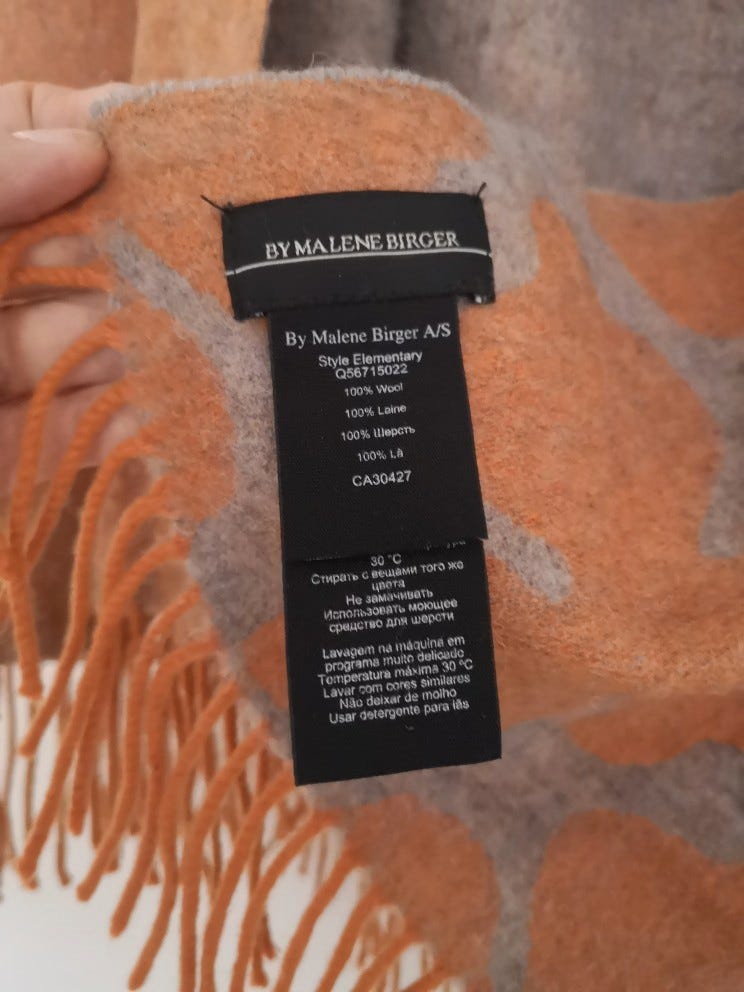 BY MALENE BIRGER
By Malene Birger A/S
Style Elementary
Q56715022
100% Wool
100% Laine
100% Шерсть
100% Lã
CA30427
30 °C
Стирать с вещами того же
цвета
Не замачивать
Использовать моющее
средство для шерсти
Lavagem na máquina em
programa muito delicado
Temperatura máxima 30 °C
Lavar com cores similares
Não deixar de molho
Usar detergente para lãs